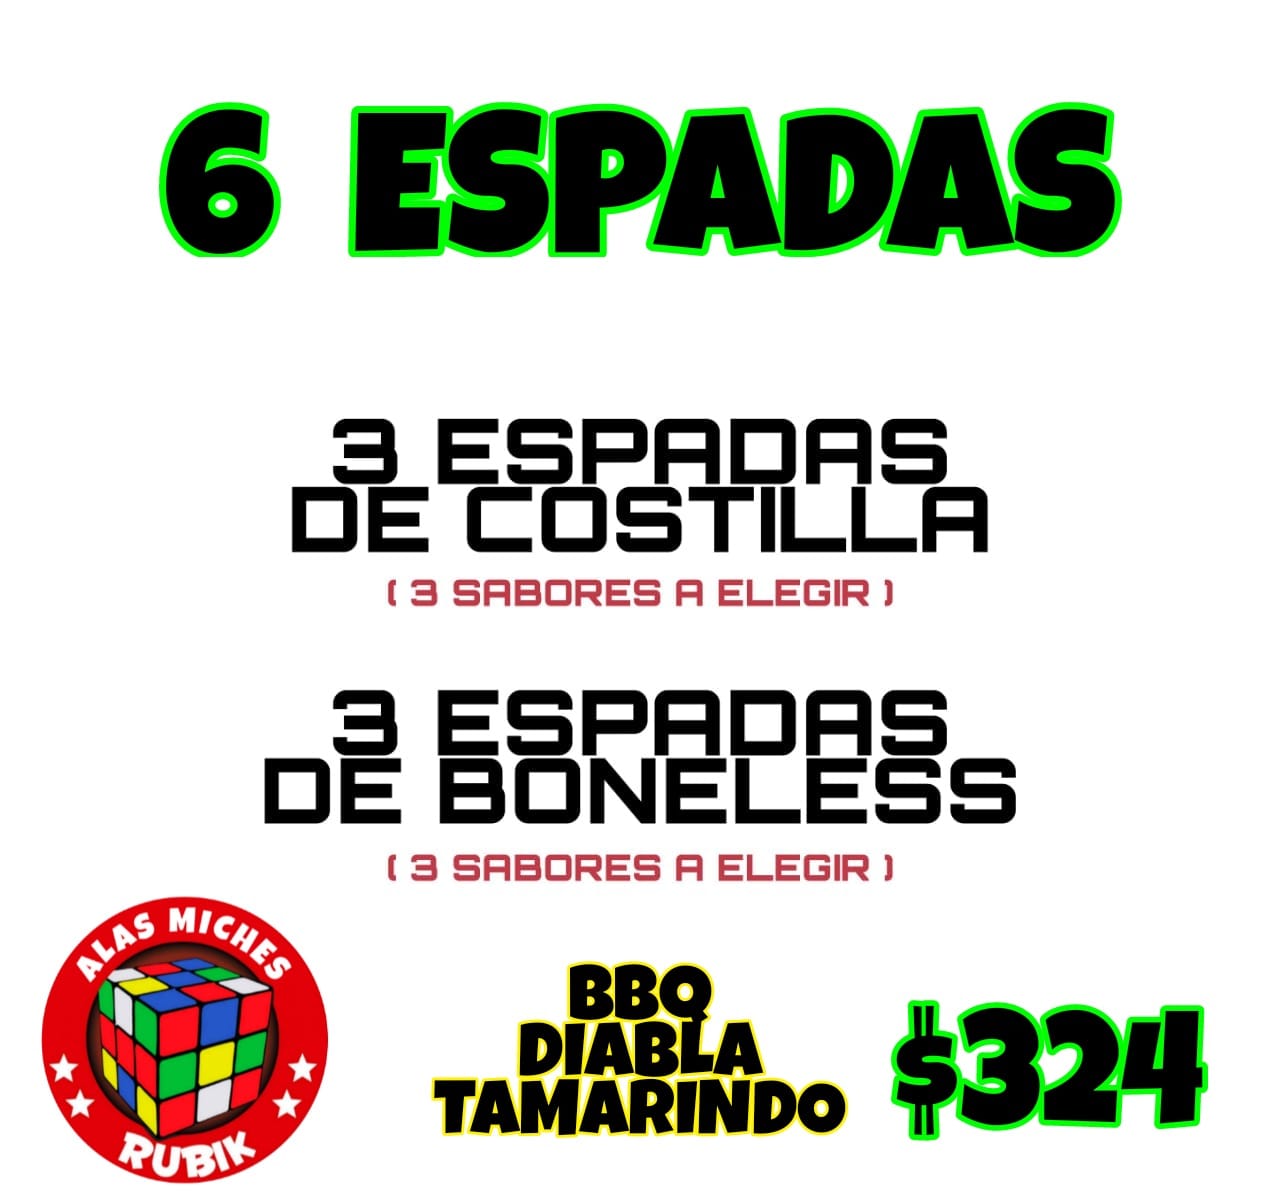 6 ESPADAS
3 ESPADAS
DE COSTILLA
( 3 SABORES A ELEGIR )
3 ESPADAS
DE BONELESS
( 3 SABORES A ELEGIR )
ALAS MICHES
RUBIK
BBQ
DIABLA
TAMARINDO
$324